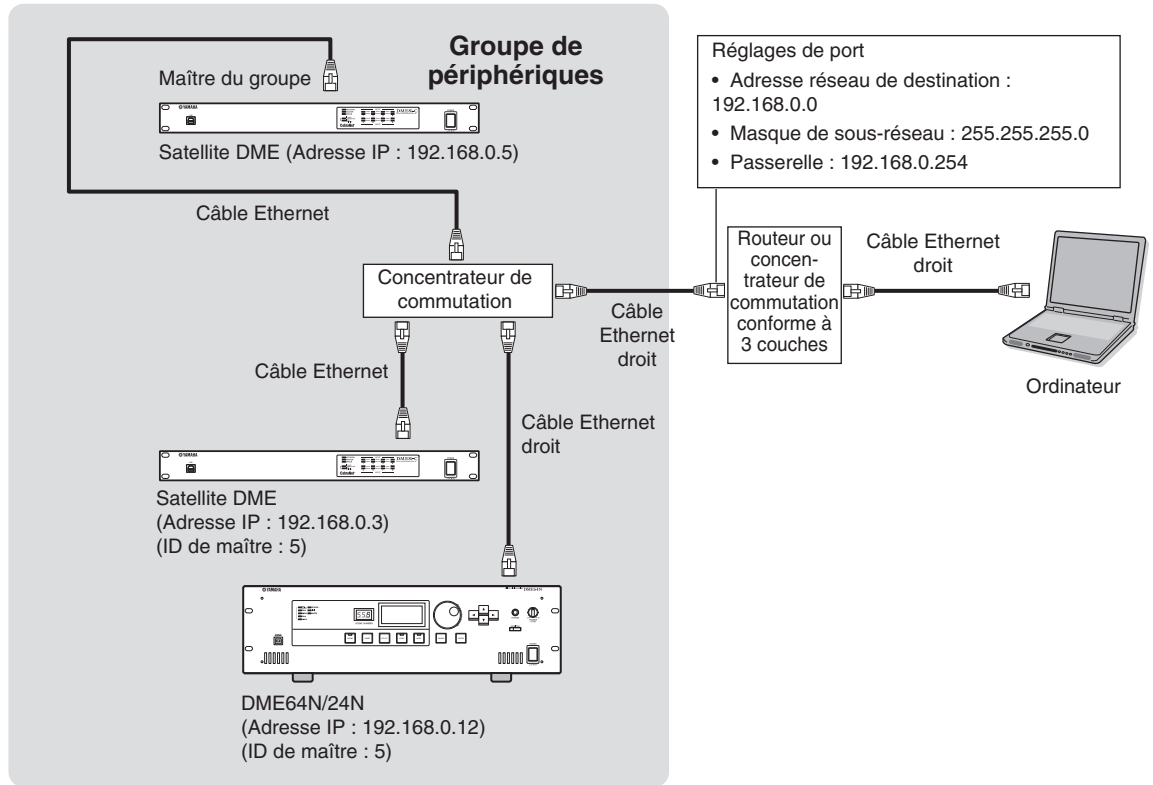 Groupe de
périphériques
Maître du groupe
YAMAHA
Satellite DME (Adresse IP : 192.168.0.5)
Câble Ethernet
Concentrateur de
commutation
Câble Ethernet
Câble Ethernet
droit
YAMAHA
Satellite DME
(Adresse IP : 192.168.0.3)
(ID de maître : 5)
YAMAHA
DME64N
DME64N/24N
(Adresse IP : 192.168.0.12)
(ID de maître : 5)
Réglages de port
• Adresse réseau de destination :
192.168.0.0
• Masque de sous-réseau : 255.255.255.0
• Passerelle : 192.168.0.254
Câble
Ethernet
droit
Routeur ou
concen-
trateur de
commutation
conforme à
3 couches
Câble Ethernet
droit
Ordinateur